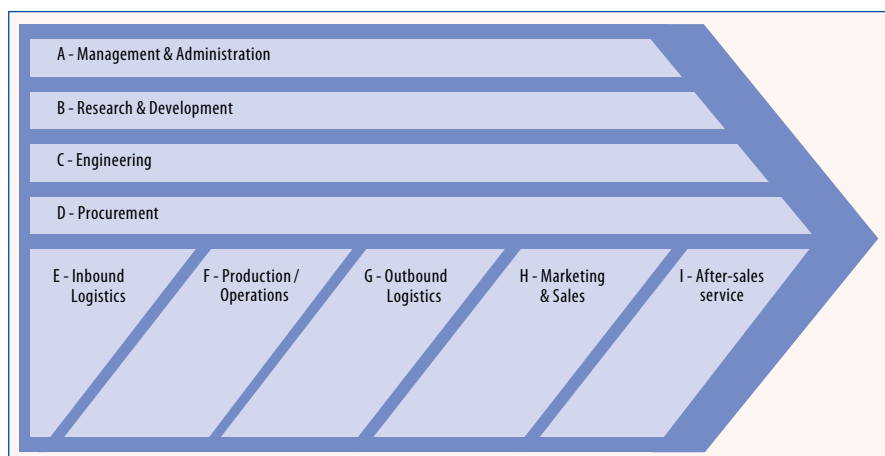 A - Management & Administration
B - Research & Development
C - Engineering
D - Procurement
E - Inbound
Logistics
F - Production /
Operations
G - Outbound
Logistics
H - Marketing
& Sales
I - After-sales
service